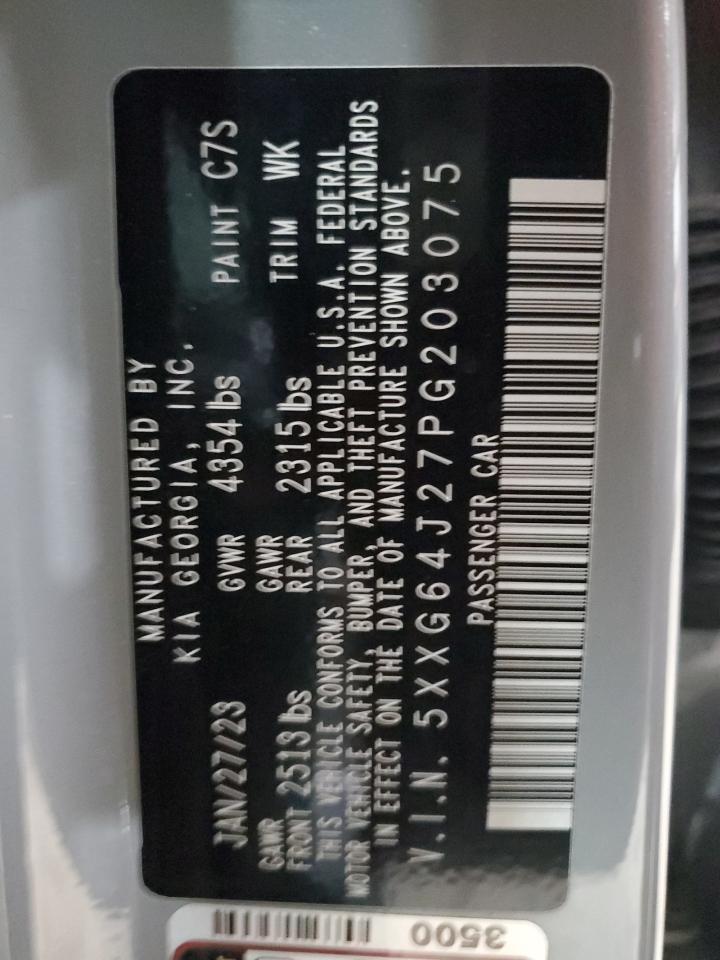 MANUFACTURED BY
KIA GEORGIA, INC.
JAN/27/23 GVWR 4354 lbs PAINT C7S
GAWR GAWR
FRONT 2513 lbs REAR 2315 lbs TRIM WK
THIS VEHICLE CONFORMS TO ALL APPLICABLE U.S.A. FEDERAL
MOTOR VEHICLE SAFETY, BUMPER, AND THEFT PREVENTION STANDARDS
IN EFFECT ON THE DATE OF MANUFACTURE SHOWN ABOVE.
V.I.N. 5XXG64J27PG203075
PASSENGER CAR
3500